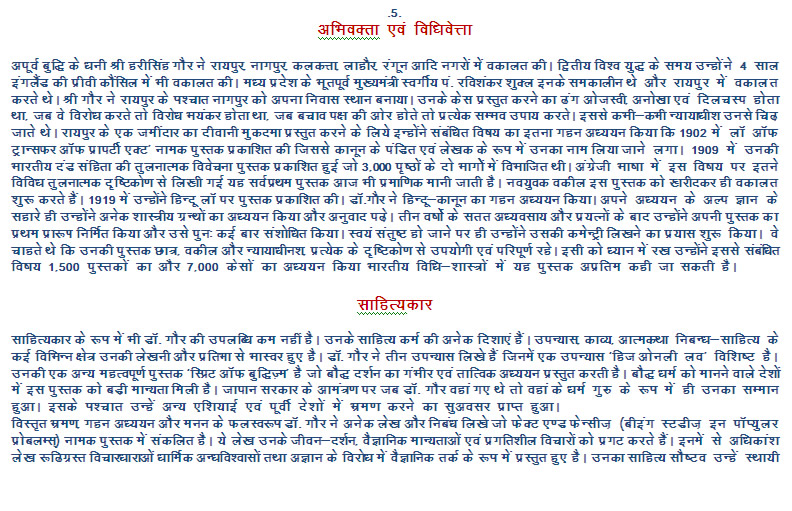 .5.
अभिवक्ता एवं विधिवेत्ता
अपूर्व बुद्धि के धनी श्री हरीसिंह गौर ने रायपुर, नागपुर, कलकत्ता, लाहौर, रंगून आदि नगरों में वकालत की। द्वितीय विश्व युद्ध के समय उन्होंने 4 साल
इंगलैंड की प्रीवी कौंसिल में भी वकालत की। मध्य प्रदेश के भूतपूर्व मुख्यमंत्री स्वर्गीय पं. रविशंकर शुक्ल इनके समकालीन थे और रायपुर में वकालत
करते थे। श्री गौर ने रायपुर के पश्चात नागपुर को अपना निवास स्थान बनाया। उनके केस प्रस्तुत करने का ढंग ओजस्वी, अनोखा एवं दिलचस्प होता
था, जब वे विरोध करते तो विरोध भयंकर होता था, जब बचाव पक्ष की ओर होते तो प्रत्येक सम्भव उपाय करते। इससे कभी–कभी न्यायाधीश उनसे चिढ़
जाते थे। रायपुर के एक जमींदार का दीवानी मुकदमा प्रस्तुत करने के लिये इन्होंने संबंधित विषय का इतना गहन अध्ययन किया कि 1902 में 'लॉ ऑफ
ट्रान्सफर ऑफ प्रापर्टी एक्ट' नामक पुस्तक प्रकाशित की जिससे कानून के पंडित एवं लेखक के रूप में उनका नाम लिया जाने लगा। 1909 में उनकी
भारतीय दंड संहिता की तुलनात्मक विवेचना पुस्तक प्रकाशित हुई जो 3,000 पृष्ठों के दो भागों में विभाजित थी। अंग्रेजी भाषा में इस विषय पर इतने
विविध तुलनात्मक दृष्टिकोण से लिखी गई यह सर्वप्रथम पुस्तक आज भी प्रमाणिक मानी जाती है। नवयुवक वकील इस पुस्तक को खरीदकर ही वकालत
शुरू करते हैं। 1919 में उन्होंने हिन्दू लॉ पर पुस्तक प्रकाशित की। डॉ.गौर ने हिन्दू–कानून का गहन अध्ययन किया। अपने अध्ययन के अल्प ज्ञान के
सहारे ही उन्होंने अनेक शास्त्रीय ग्रन्थों का अध्ययन किया और अनुवाद पढ़े। तीन वर्षों के सतत अध्यवसाय और प्रयत्नों के बाद उन्होंने अपनी पुस्तक का
प्रथम प्रारूप निर्मित किया और उसे पुनः कई बार संशोधित किया। स्वयं संतुष्ट हो जाने पर ही उन्होंने उसकी कमेन्ट्री लिखने का प्रयास शुरू किया। वे
चाहते थे कि उनकी पुस्तक छात्र, वकील और न्यायाधीनश, प्रत्येक के दृष्टिकोण से उपयोगी एवं परिपूर्ण रहे। इसी को ध्यान में रख उन्होंने इससे संबंधित
विषय 1,500 पुस्तकों का और 7,000 केसों का अध्ययन किया भारतीय विधि–शास्त्रों में यह पुस्तक अप्रतिम कही जा सकती है।
साहित्यकार
साहित्यकार के रूप में भी डॉ. गौर की उपलब्धि कम नहीं है। उनके साहित्य कर्म की अनेक दिशाएं हैं। उपन्यास, काव्य, आत्मकथा निबन्ध–साहित्य के
कई विभिन्न क्षेत्र उनकी लेखनी और प्रतिभा से भास्वर हुए है। डॉ. गौर ने तीन उपन्यास लिखे हैं जिनमें एक उपन्यास 'हिज ओनली लव' विशिष्ट है।
उनकी एक अन्य महत्वपूर्ण पुस्तक 'स्प्रिट ऑफ बुद्धिज़्म' है जो बौद्ध दर्शन का गंभीर एवं तात्विक अध्ययन प्रस्तुत करती है। बौद्ध धर्म को मानने वाले देशों
में इस पुस्तक को बढ़ी मान्यता मिली है। जापान सरकार के आमंत्रण पर जब डॉ. गौर वहां गए थे तो वहां के धर्म गुरु के रूप में ही उनका सम्मान
हुआ। इसके पश्चात उन्हें अन्य एशियाई एवं पूर्वी देशों में भ्रमण करने का सुअवसर प्राप्त हुआ।
विस्तृत भ्रमण, गहन अध्ययन और मनन के फलस्वरूप डॉ. गौर ने अनेक लेख और निबंध लिखे जो फेक्ट एण्ड फेन्सीज़ (बीइंग स्टडीज़ इन पॉप्युलर
प्रोबलम्स) नामक पुस्तक में संकलित है। ये लेख उनके जीवन–दर्शन, वैज्ञानिक मान्यताओं एवं प्रगतिशील विचारों को प्रगट करते हैं। इनमें से अधिकांश
लेख रूढिग्रस्त विचारधाराओं धार्मिक अन्धविश्वासों तथा अज्ञान के विरोध में वैज्ञानिक तर्क के रूप में प्रस्तुत हुए है। उनका साहित्य सौष्टव उन्हें स्थायी